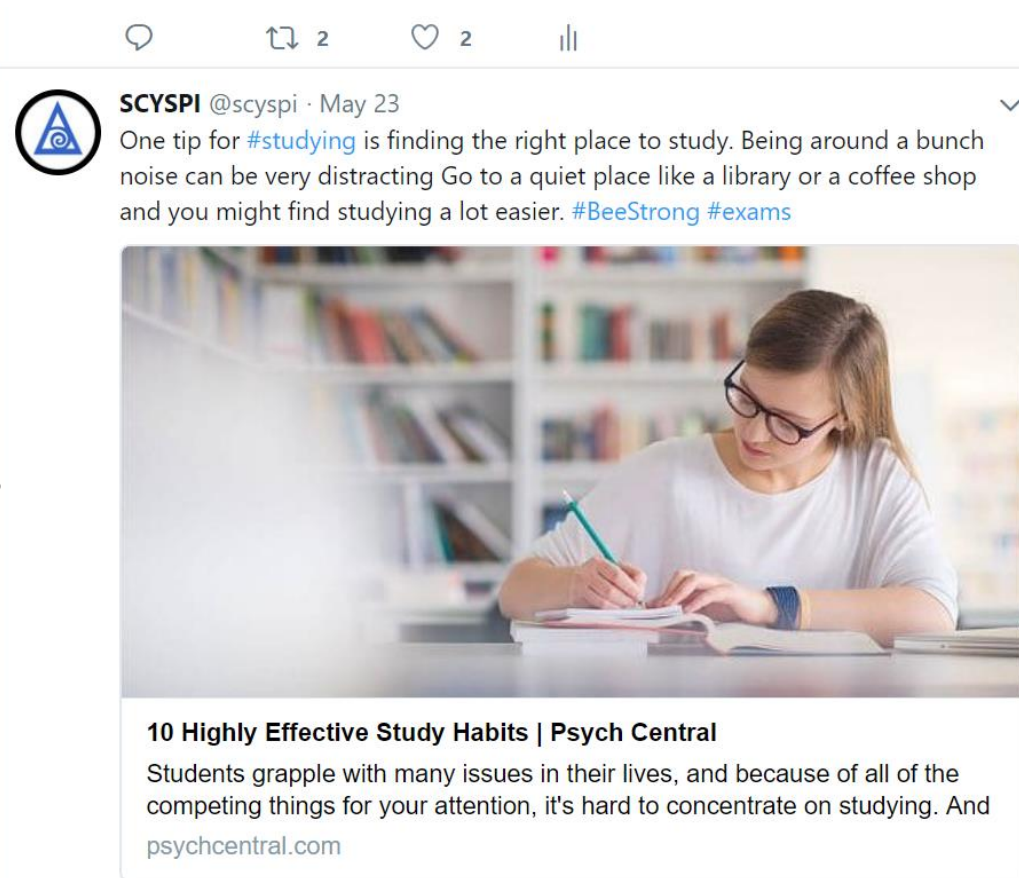 2 2
SCYSPI @scyspi · May 23
One tip for #studying is finding the right place to study. Being around a bunch
noise can be very distracting Go to a quiet place like a library or a coffee shop
and you might find studying a lot easier. #BeeStrong #exams
10 Highly Effective Study Habits | Psych Central
Students grapple with many issues in their lives, and because of all of the
competing things for your attention, it's hard to concentrate on studying. And
psychcentral.com